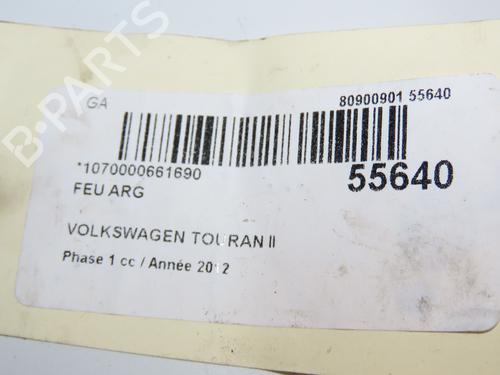 B-PARTS
GA
80900901 55640
*1070000661690
55640
FEU ARG
VOLKSWAGEN TOURAN II
Phase 1 cc / Année 2012